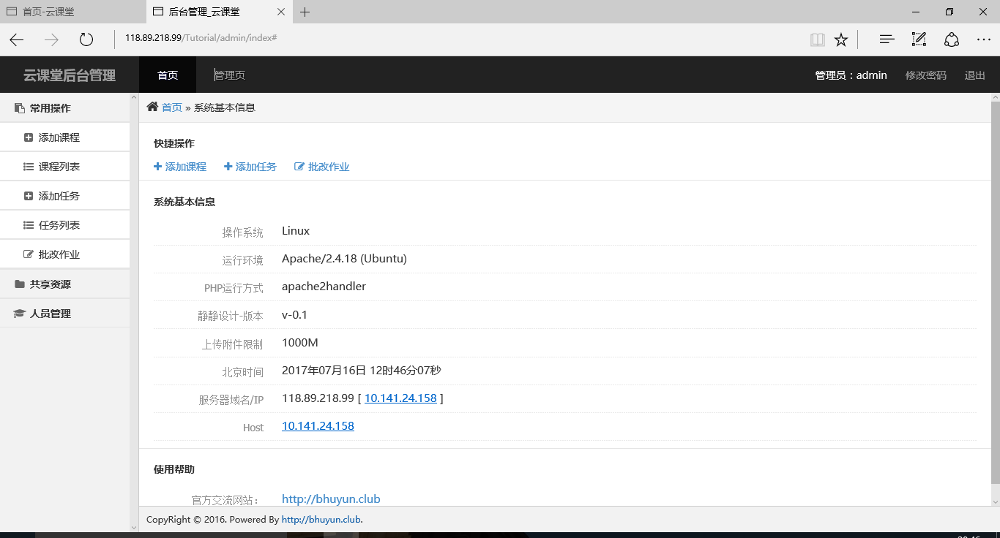 首页-云课堂
后台管理_云课堂
118.89.218.99/Tutorial/admin/index#
云课堂后台管理
首页
管理页
管理员：admin
修改密码
退出
常用操作
添加课程
课程列表
添加任务
任务列表
批改作业
共享资源
人员管理
首页 » 系统基本信息
快捷操作
添加课程 添加任务 批改作业
系统基本信息
操作系统 Linux
运行环境 Apache/2.4.18 (Ubuntu)
PHP运行方式 apache2handler
静静设计-版本 v-0.1
上传附件限制 1000M
北京时间 2017年07月16日 12时46分07秒
服务器域名/IP 118.89.218.99 [ 10.141.24.158 ]
Host 10.141.24.158
使用帮助
官方交流网站： http://bhuyun.club
CopyRight © 2016. Powered By http://bhuyun.club.